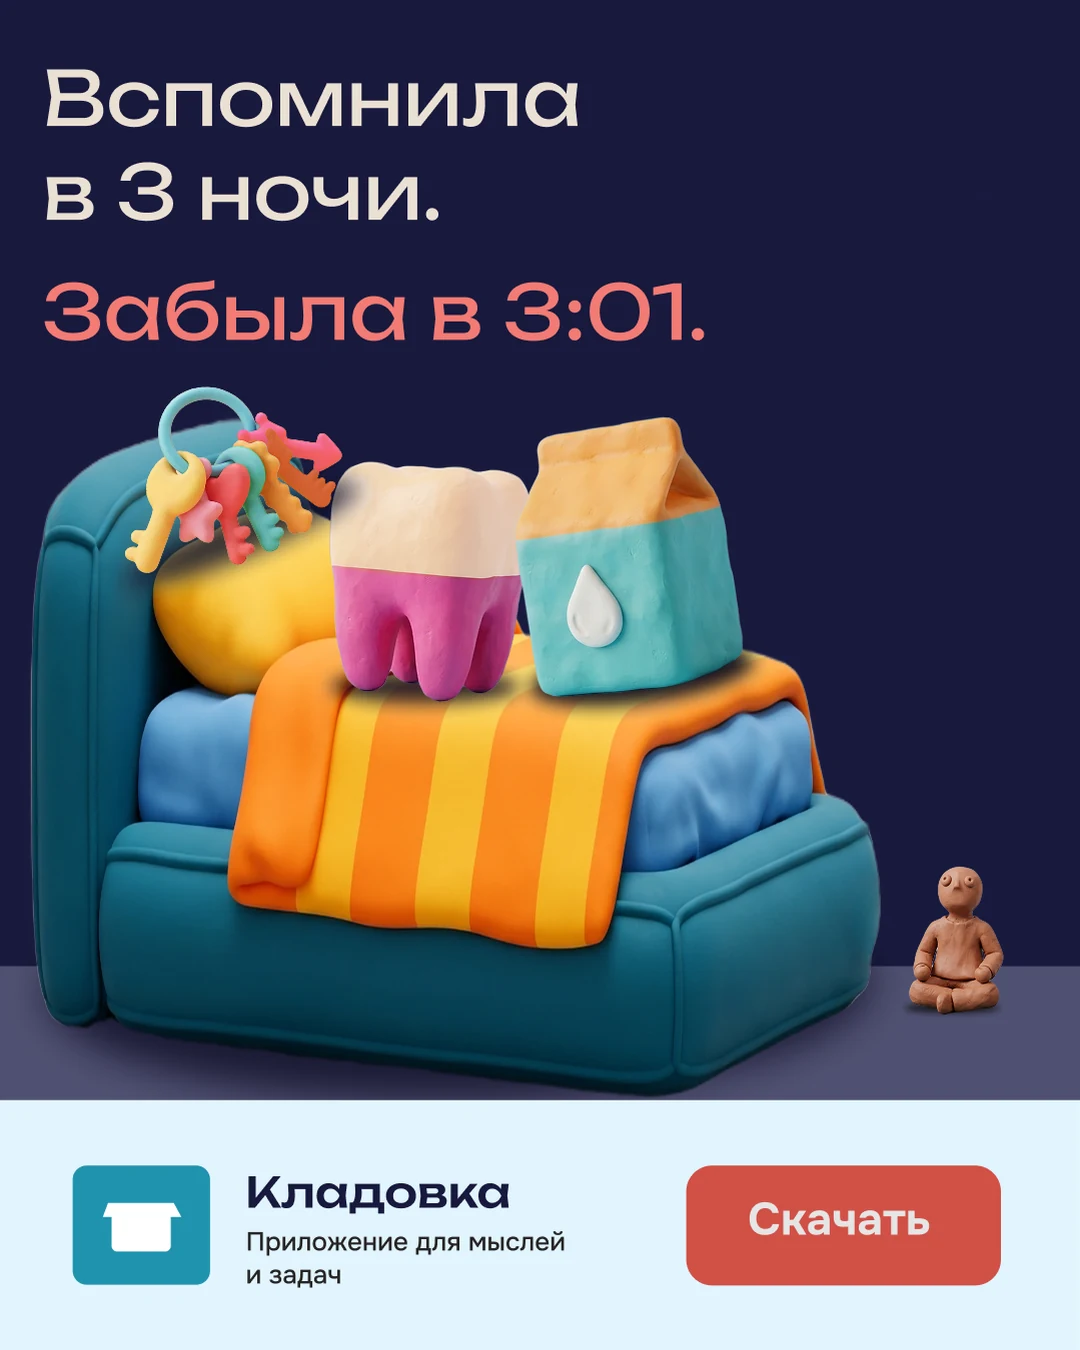 Вспомнила
в 3 ночи.
Забыла в 3:01.
Кладовка
Приложение для мыслей
и задач
Скачать